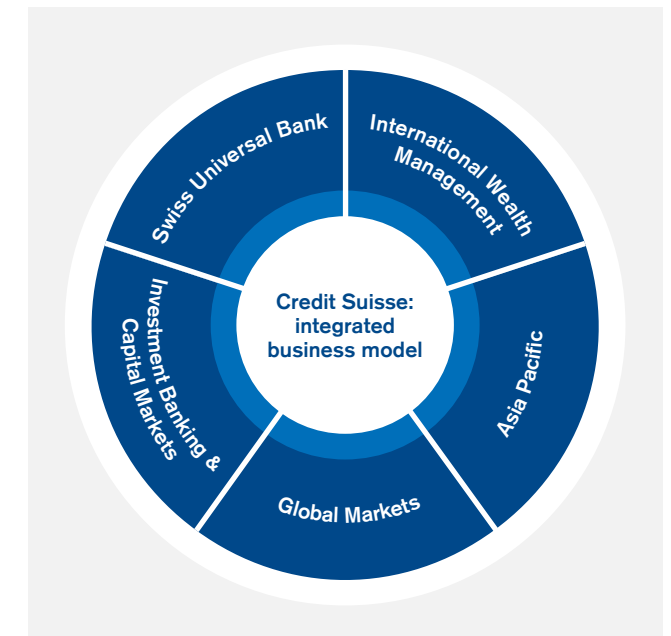 Swiss Universal Bank
International Wealth
Management
Credit Suisse:
integrated
business model
Investment Banking &
Capital Markets
Asia Pacific
Global Markets